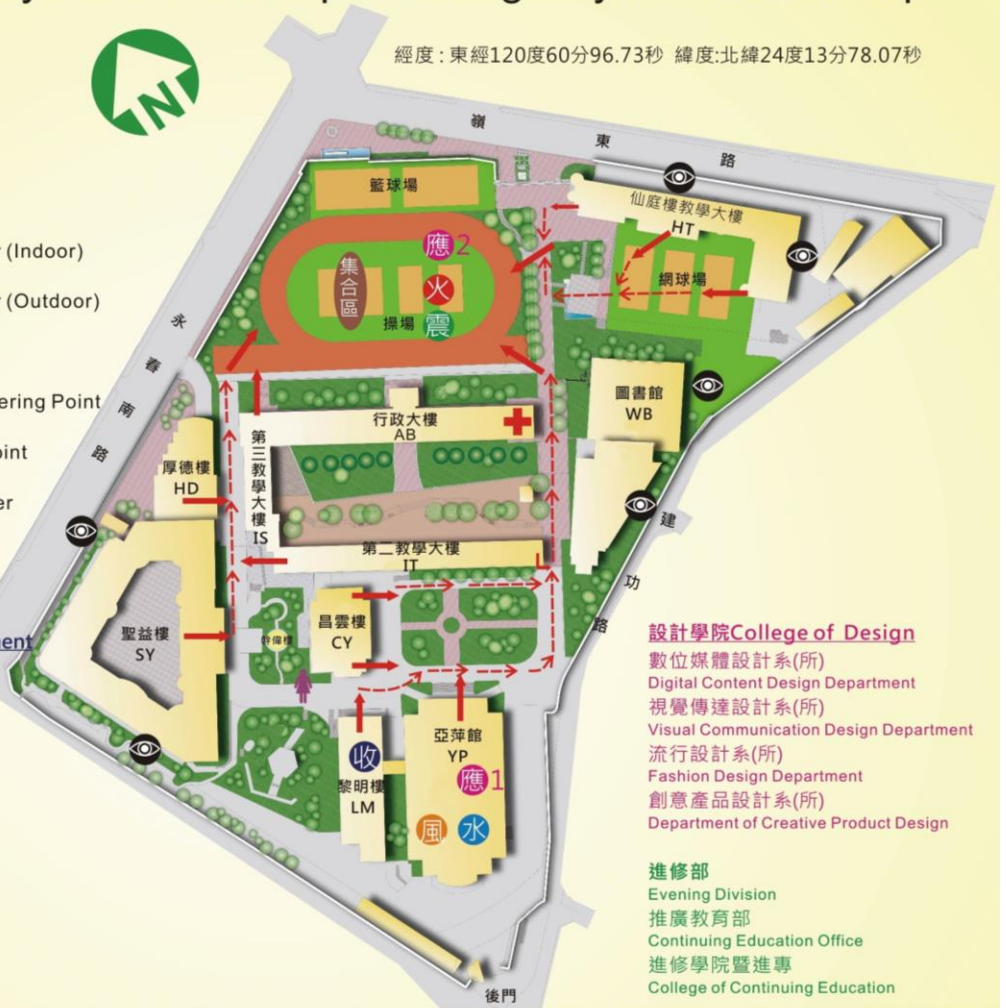 經度：東經120度60分96.73秒 緯度:北緯24度13分78.07秒
N
嶺東路
籃球場
仙庭樓教學大樓
HT
(Indoor)
應2
集合區
火
網球場
(Outdoor)
操場
震
永春南路
圖書館
WB
ering Point
行政大樓
AB
oint
第三教學大樓
IS
厚德樓
HD
er
建功路
第二教學大樓
IT
昌雲樓
CY
聖益樓
SY
ment
亞萍館
YP
收
黎明樓
LM
應1
風
水
後門
設計學院College of Design
數位媒體設計系(所)
Digital Content Design Department
視覺傳達設計系(所)
Visual Communication Design Department
流行設計系(所)
Fashion Design Department
創意產品設計系(所)
Department of Creative Product Design
進修部
Evening Division
推廣教育部
Continuing Education Office
進修學院暨進專
College of Continuing Education